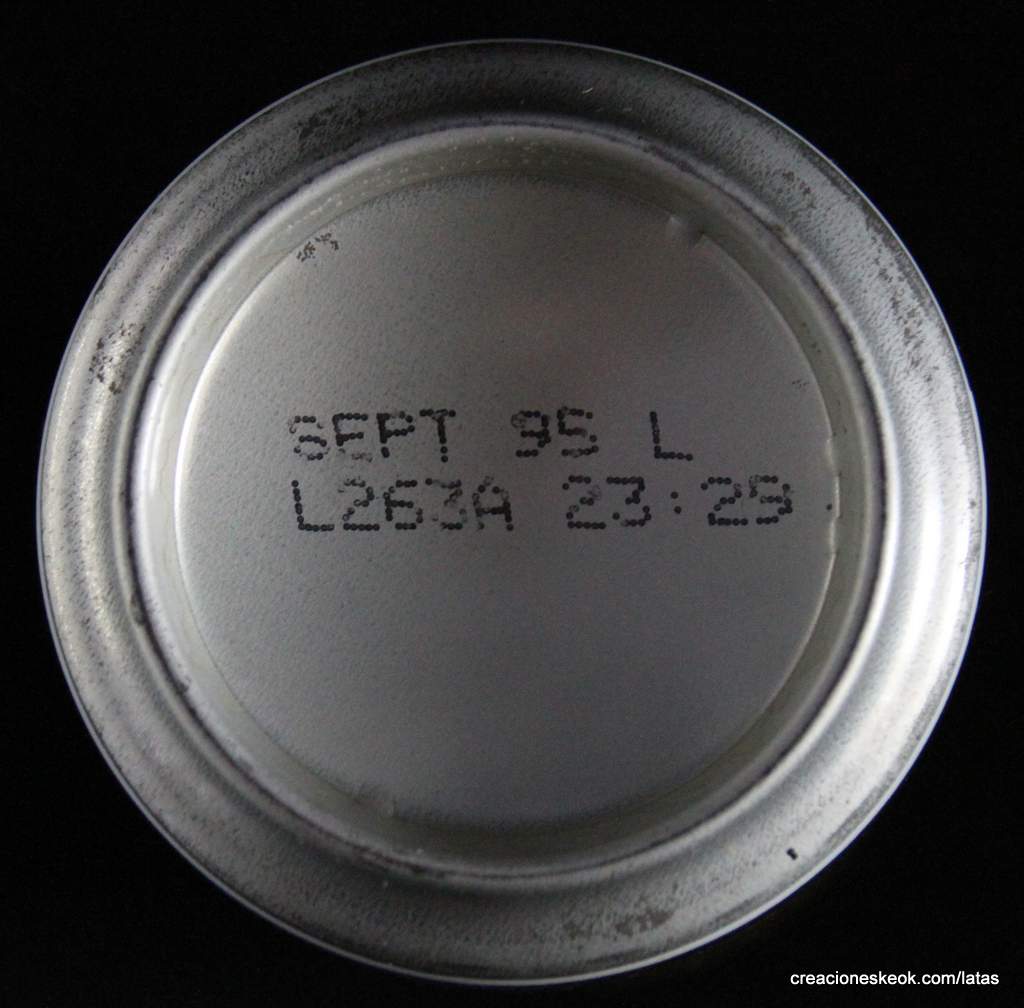 SEPT 95 L
L263A 23:29
creacioneskeok.com/latas